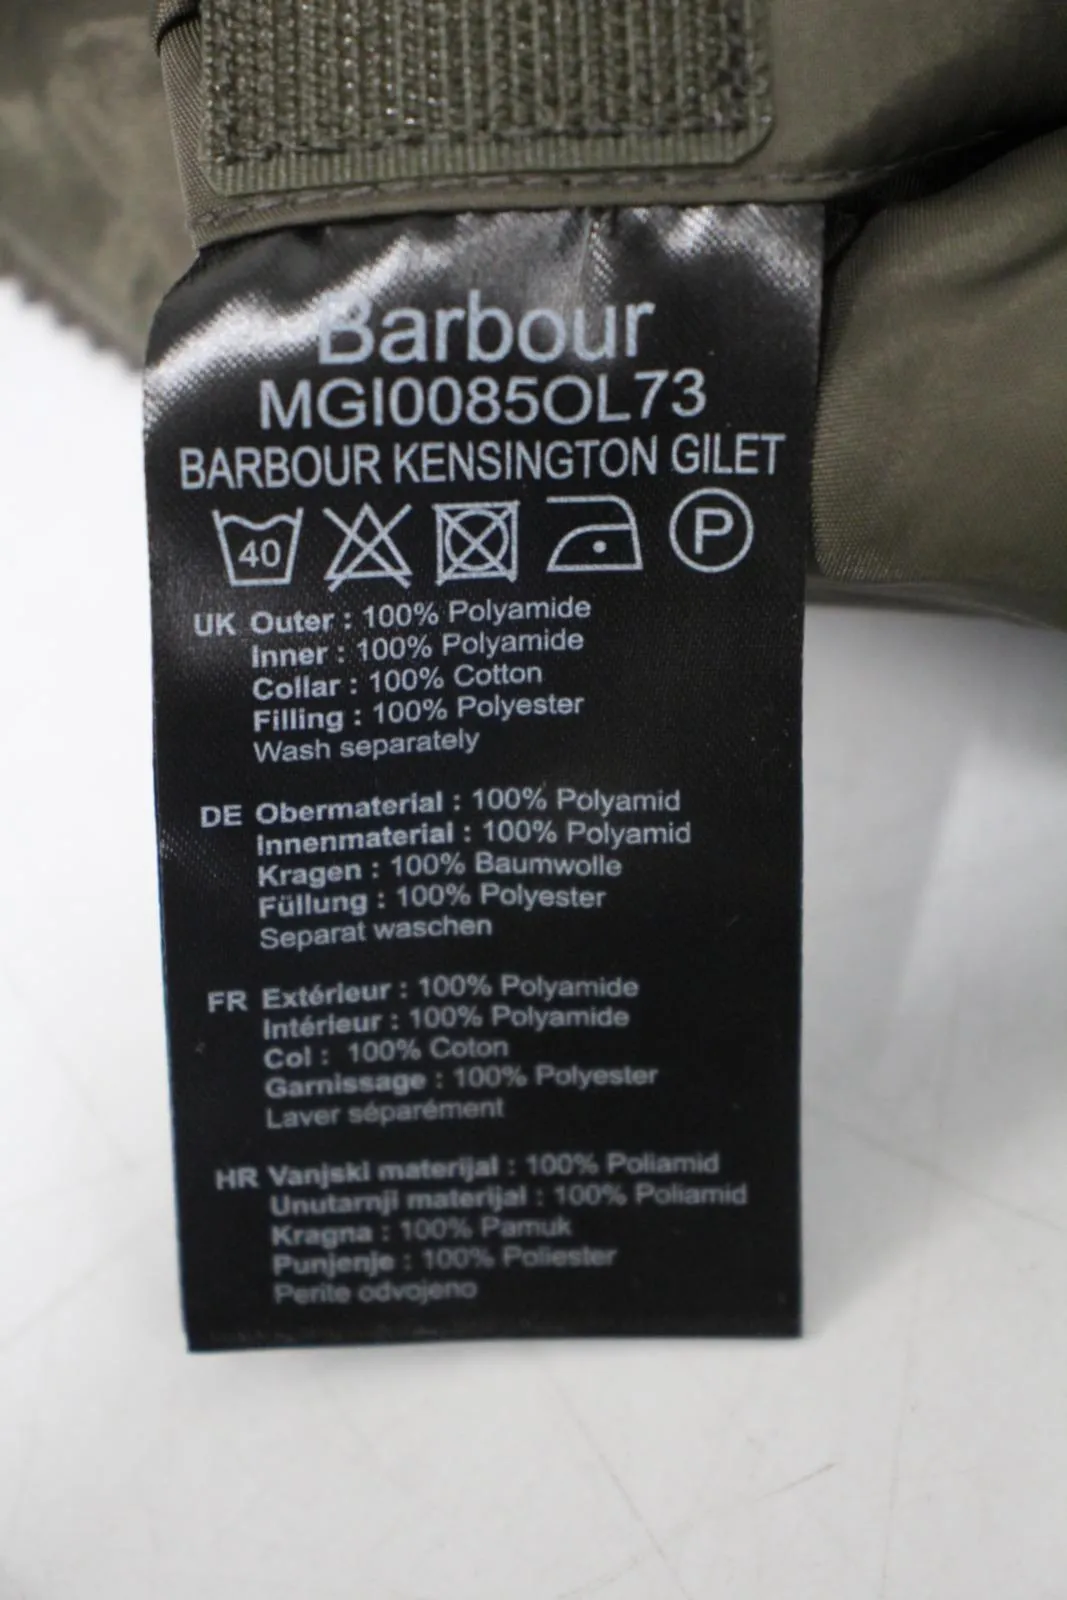 Barbour
MGI0085OL73
BARBOUR KENSINGTON GILET
40 P
UK Outer : 100% Polyamide
Inner : 100% Polyamide
Collar : 100% Cotton
Filling : 100% Polyester
Wash separately
DE Obermaterial : 100% Polyamid
Innenmaterial : 100% Polyamid
Kragen : 100% Baumwolle
Füllung : 100% Polyester
Separat waschen
FR Extérieur : 100% Polyamide
Intérieur : 100% Polyamide
Col : 100% Coton
Garnissage : 100% Polyester
Laver séparément
HR Vanjski materijal : 100% Poliamid
Unutarnji materijal : 100% Poliamid
Kragna : 100% Pamuk
Punjenje : 100% Poliester
Perite odvojeno